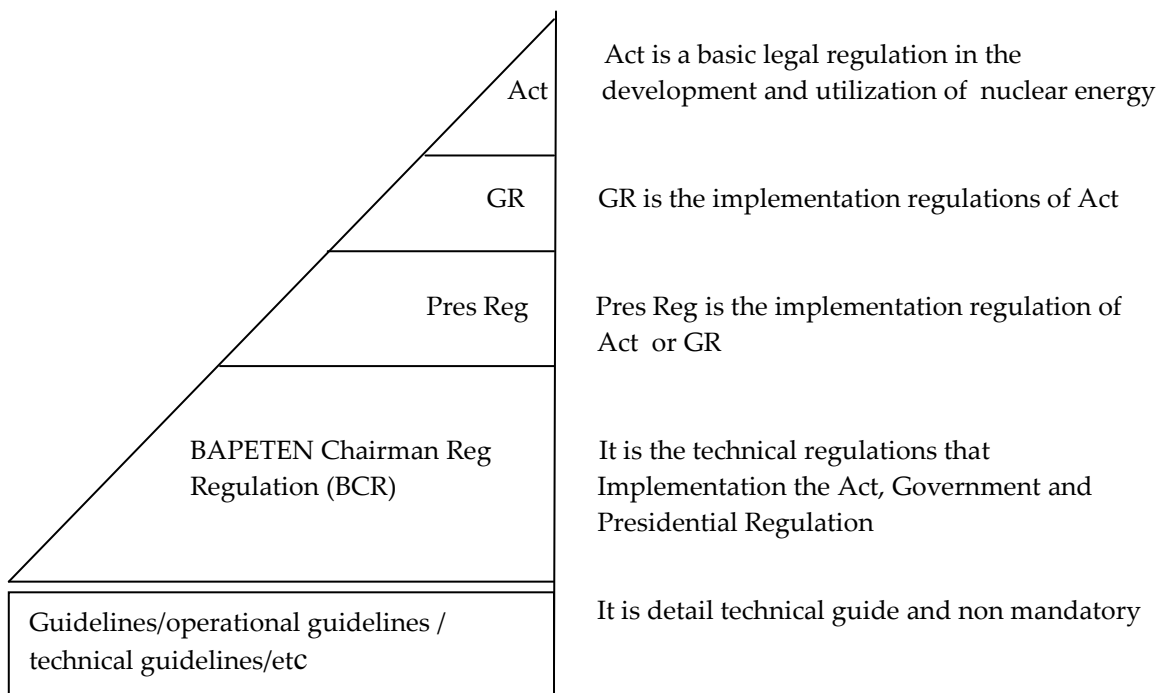 Act
Act is a basic legal regulation in the
development and utilization of nuclear energy
GR
GR is the implementation regulations of Act
Pres Reg
Pres Reg is the implementation regulation of
Act or GR
BAPETEN Chairman Reg
Regulation (BCR)
It is the technical regulations that
Implementation the Act, Government and
Presidential Regulation
Guidelines/operational guidelines /
technical guidelines/etc
It is detail technical guide and non mandatory